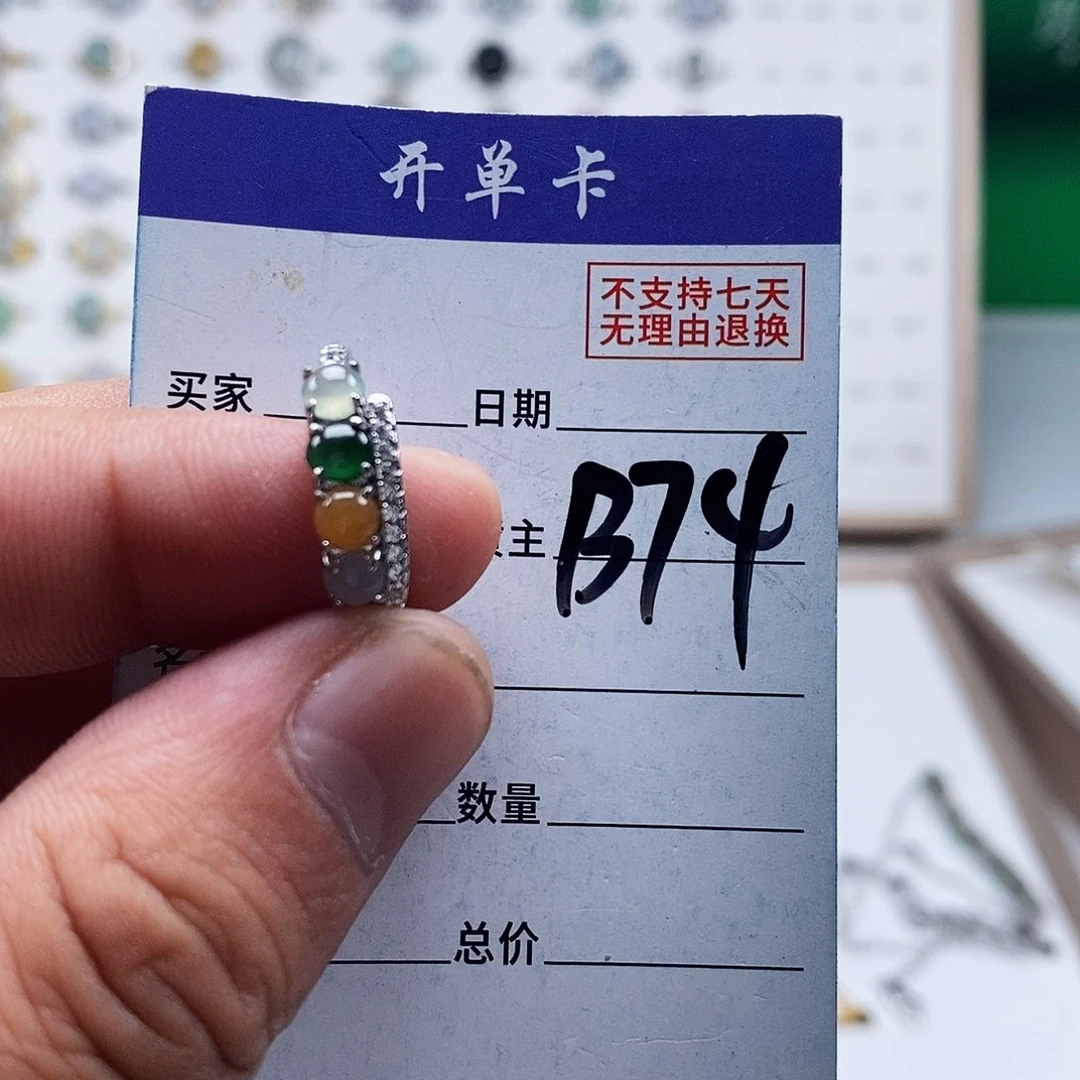 开单卡
不支持七天
无理由退换
买家 日期
主 B74
数量
总价